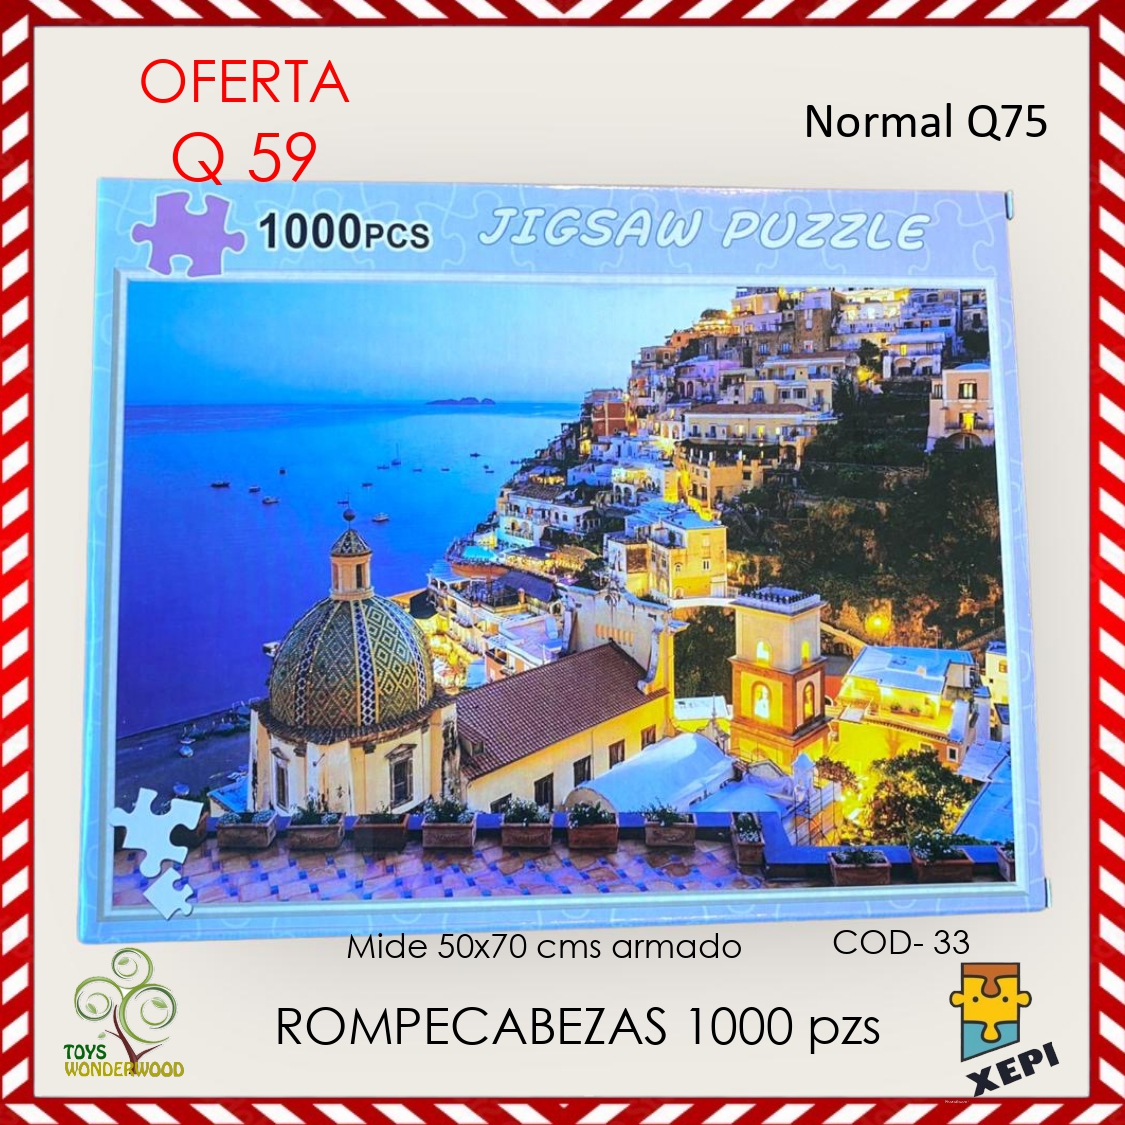 OFERTA
Q 59
Normal Q75
1000PCS
JIGSAW PUZZLE
Mide 50x70 cms armado
COD- 33
ROMPECABEZAS 1000 pzs
TOYS
WONDERWOOD
XEPI